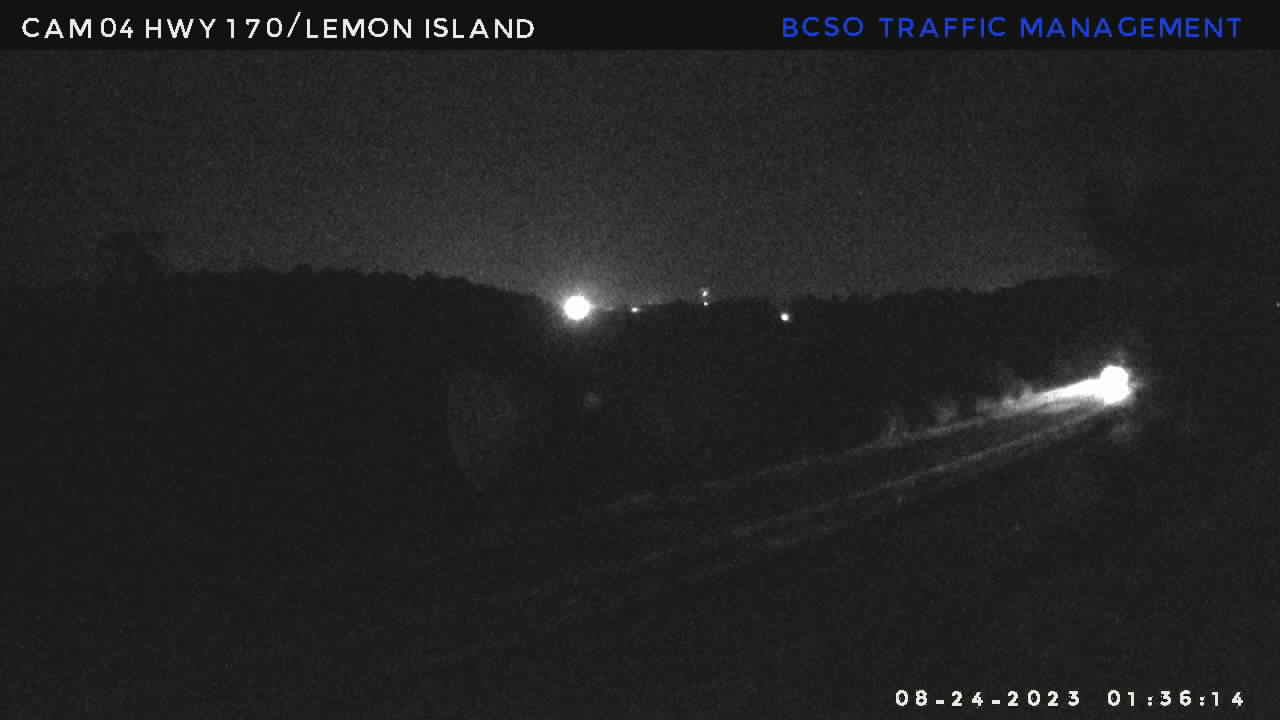 CAM 04 HWY 170/LEMON ISLAND
BCSO TRAFFIC MANAGEMENT
08-24-2023 01:36:14